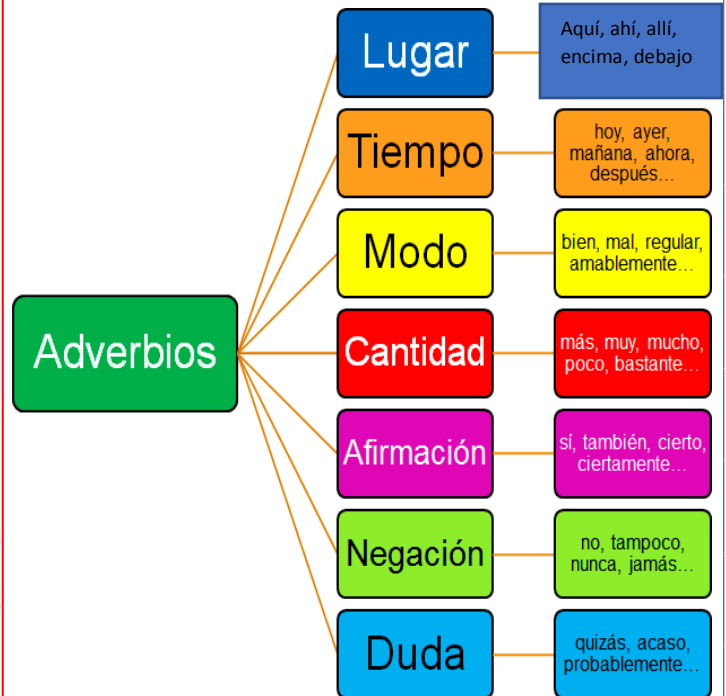 Adverbios
Lugar
Aquí, ahí, allí,
encima, debajo
Tiempo
hoy, ayer,
mañana, ahora,
después...
Modo
bien, mal, regular,
amablemente...
Cantidad
más, muy, mucho,
poco, bastante...
Afirmación
sí, también, cierto,
ciertamente...
Negación
no, tampoco,
nunca, jamás...
Duda
quizás, acaso,
probablemente...